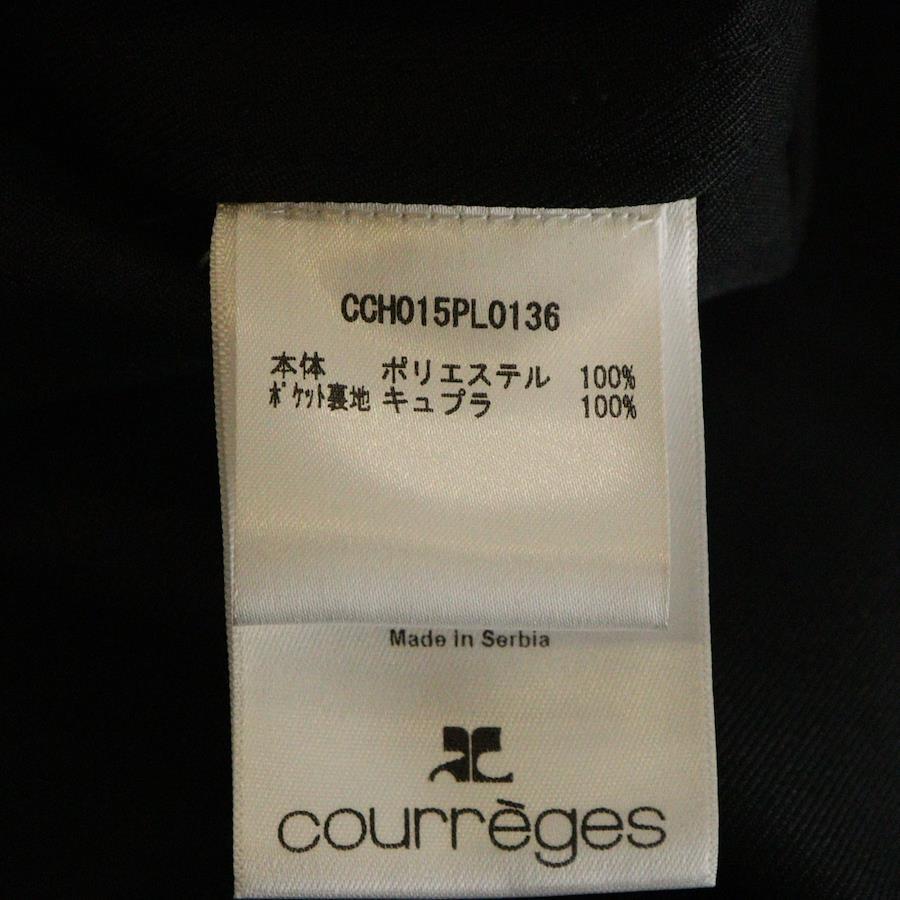 CCH015PL0136
本体 ポリエステル 100%
ﾎﾟｹｯﾄ裏地 キュプラ 100%
Made in Serbia
courrèges